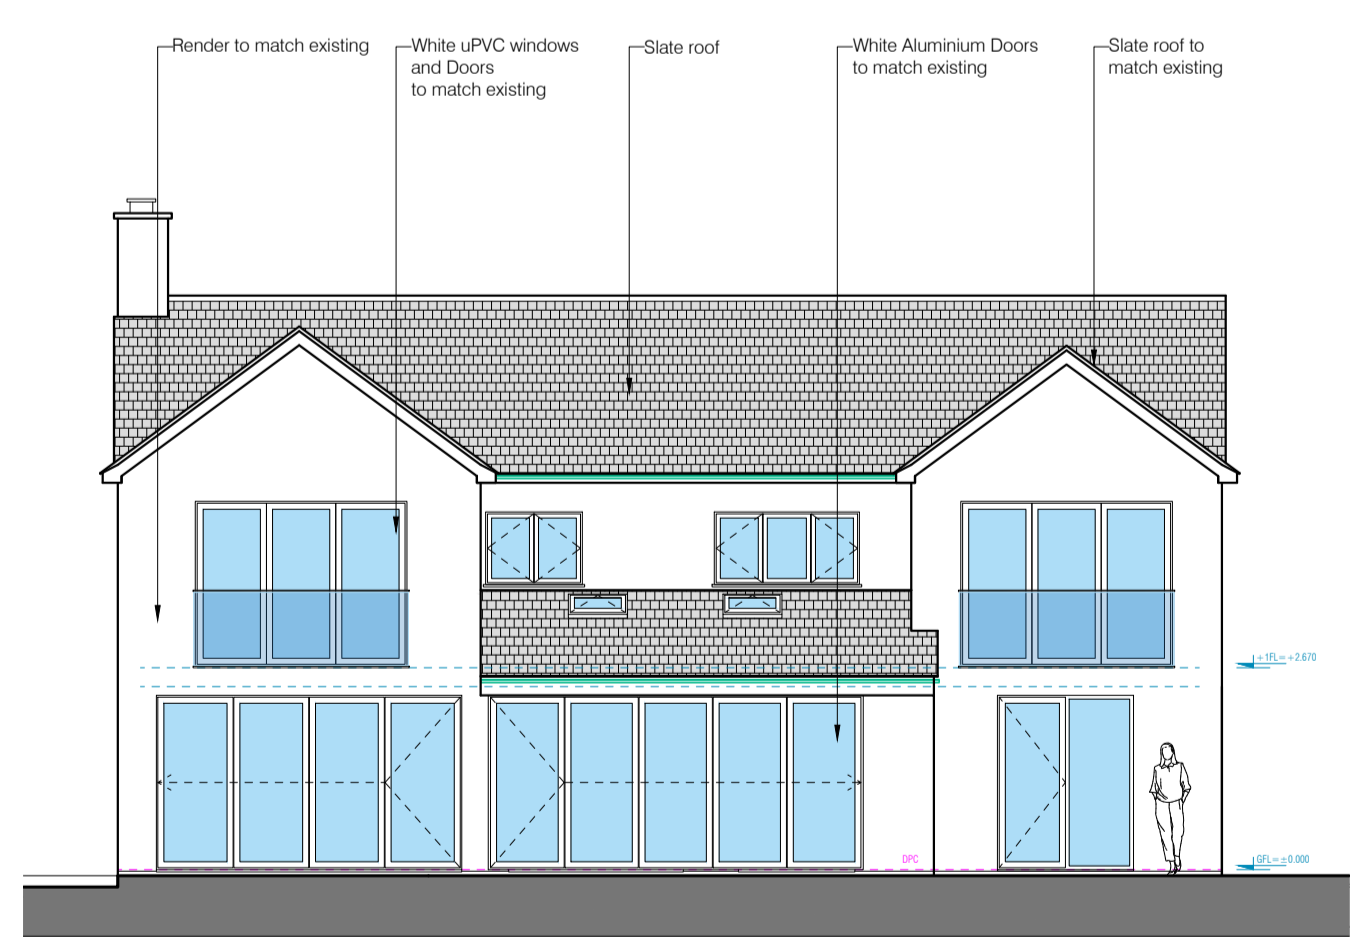 Render to match existing
White uPVC windows
and Doors
to match existing
Slate roof
White Aluminium Doors
to match existing
Slate roof to
match existing
+1FL=+2.670
DPC
GFL=±0.000